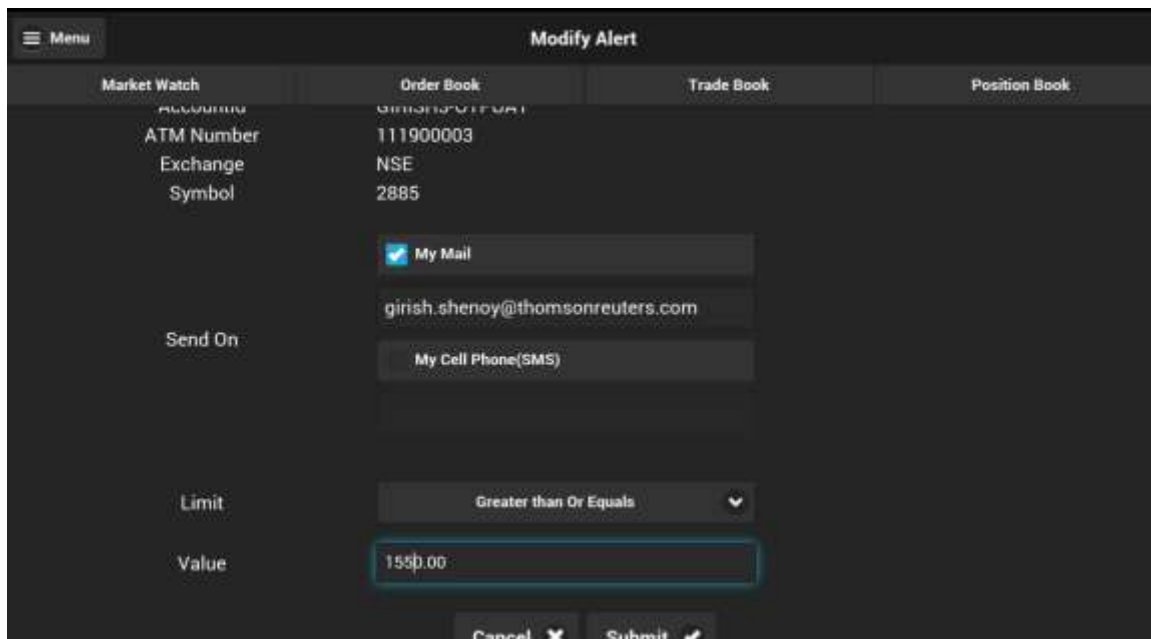 Menu
Modify Alert
Market Watch Order Book Trade Book Position Book
ATM Number 111900003
Exchange NSE
Symbol 2885
My Mail
girish.shenoy@thomsonreuters.com
Send On
My Cell Phone(SMS)
Limit Greater than Or Equals
Value 1550.00
Cancel Submit